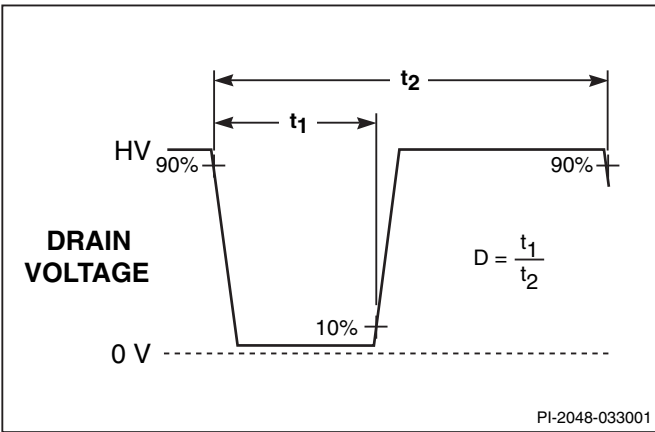 t2
t1
HV
90%
90%
DRAIN
VOLTAGE
D = t1
t2
10%
0 V
PI-2048-033001